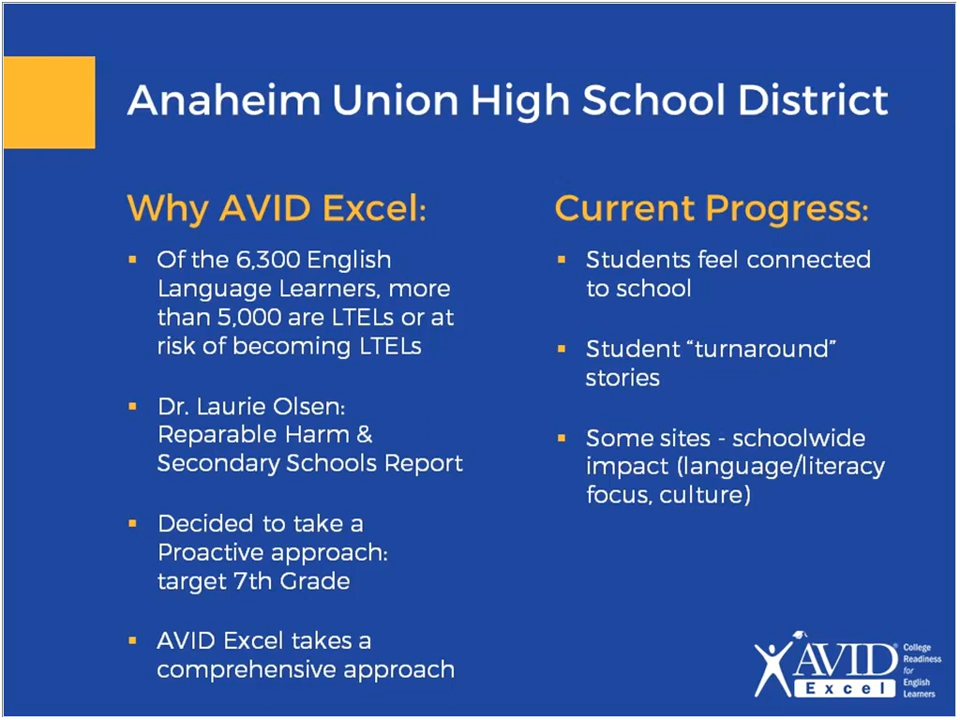 Anaheim Union High School District
Why AVID Excel:
▪ Of the 6,300 English
Language Learners, more
than 5,000 are LTELs or at
risk of becoming LTELs
▪ Dr. Laurie Olsen:
Reparable Harm &
Secondary Schools Report
▪ Decided to take a
Proactive approach:
target 7th Grade
▪ AVID Excel takes a
comprehensive approach
Current Progress:
▪ Students feel connected
to school
▪ Student “turnaround”
stories
▪ Some sites - schoolwide
impact (language/literacy
focus, culture)
AVID®
Excel
College
Readiness
for
English
Learners